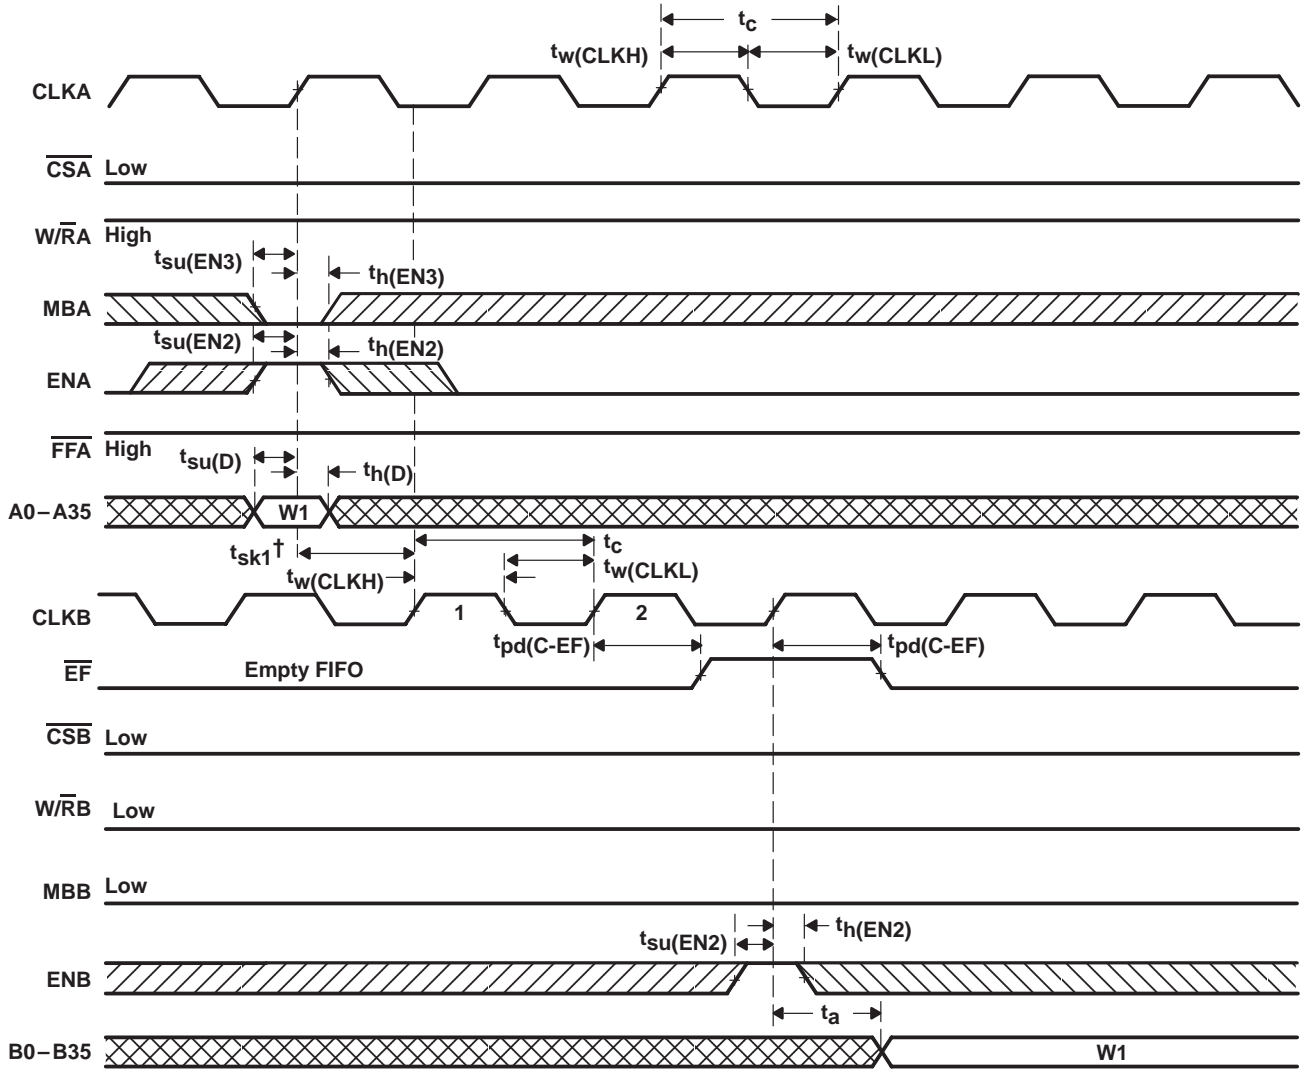 tc
tw(CLKH) tw(CLKL)
CLKA
CSA Low
W/RA High
tsu(EN3) th(EN3)
MBA
tsu(EN2) th(EN2)
ENA
FFA High
tsu(D) th(D)
A0–A35 W1
tsk1† tc
tw(CLKH) tw(CLKL)
CLKB 1 2
tpd(C-EF) tpd(C-EF)
EF Empty FIFO
CSB Low
W/RB Low
MBB Low
tsu(EN2) th(EN2)
ENB
ta
B0–B35 W1